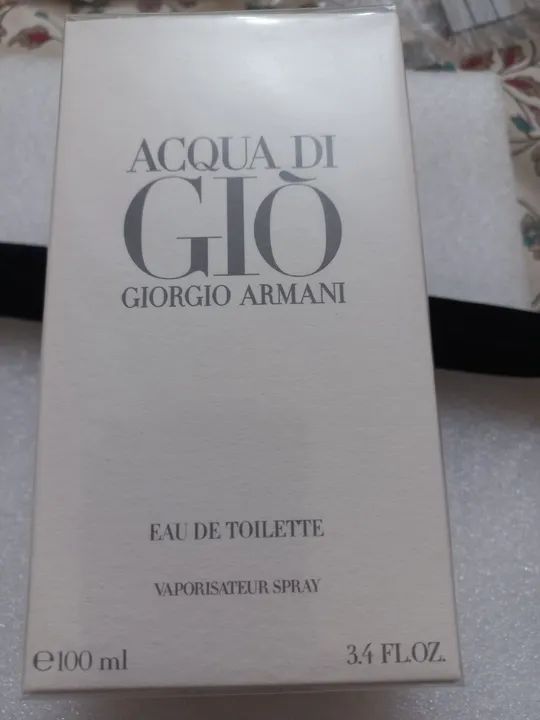 ACQUA DI
GIÒ
GIORGIO ARMANI
EAU DE TOILETTE
VAPORISATEUR SPRAY
℮100 ml 3.4 FL.OZ.